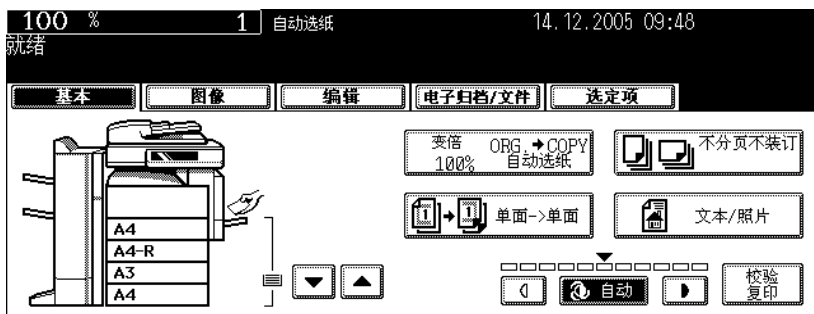 100 % 1 自动选纸 14.12.2005 09:48
就绪
基本 图像 编辑 电子归档/文件 选定项
变倍 ORG.➔COPY 不分页不装订
100% 自动选纸
1➔1 单面->单面 文本/照片
A4
A4-R
A3
A4
自动 校验
复印